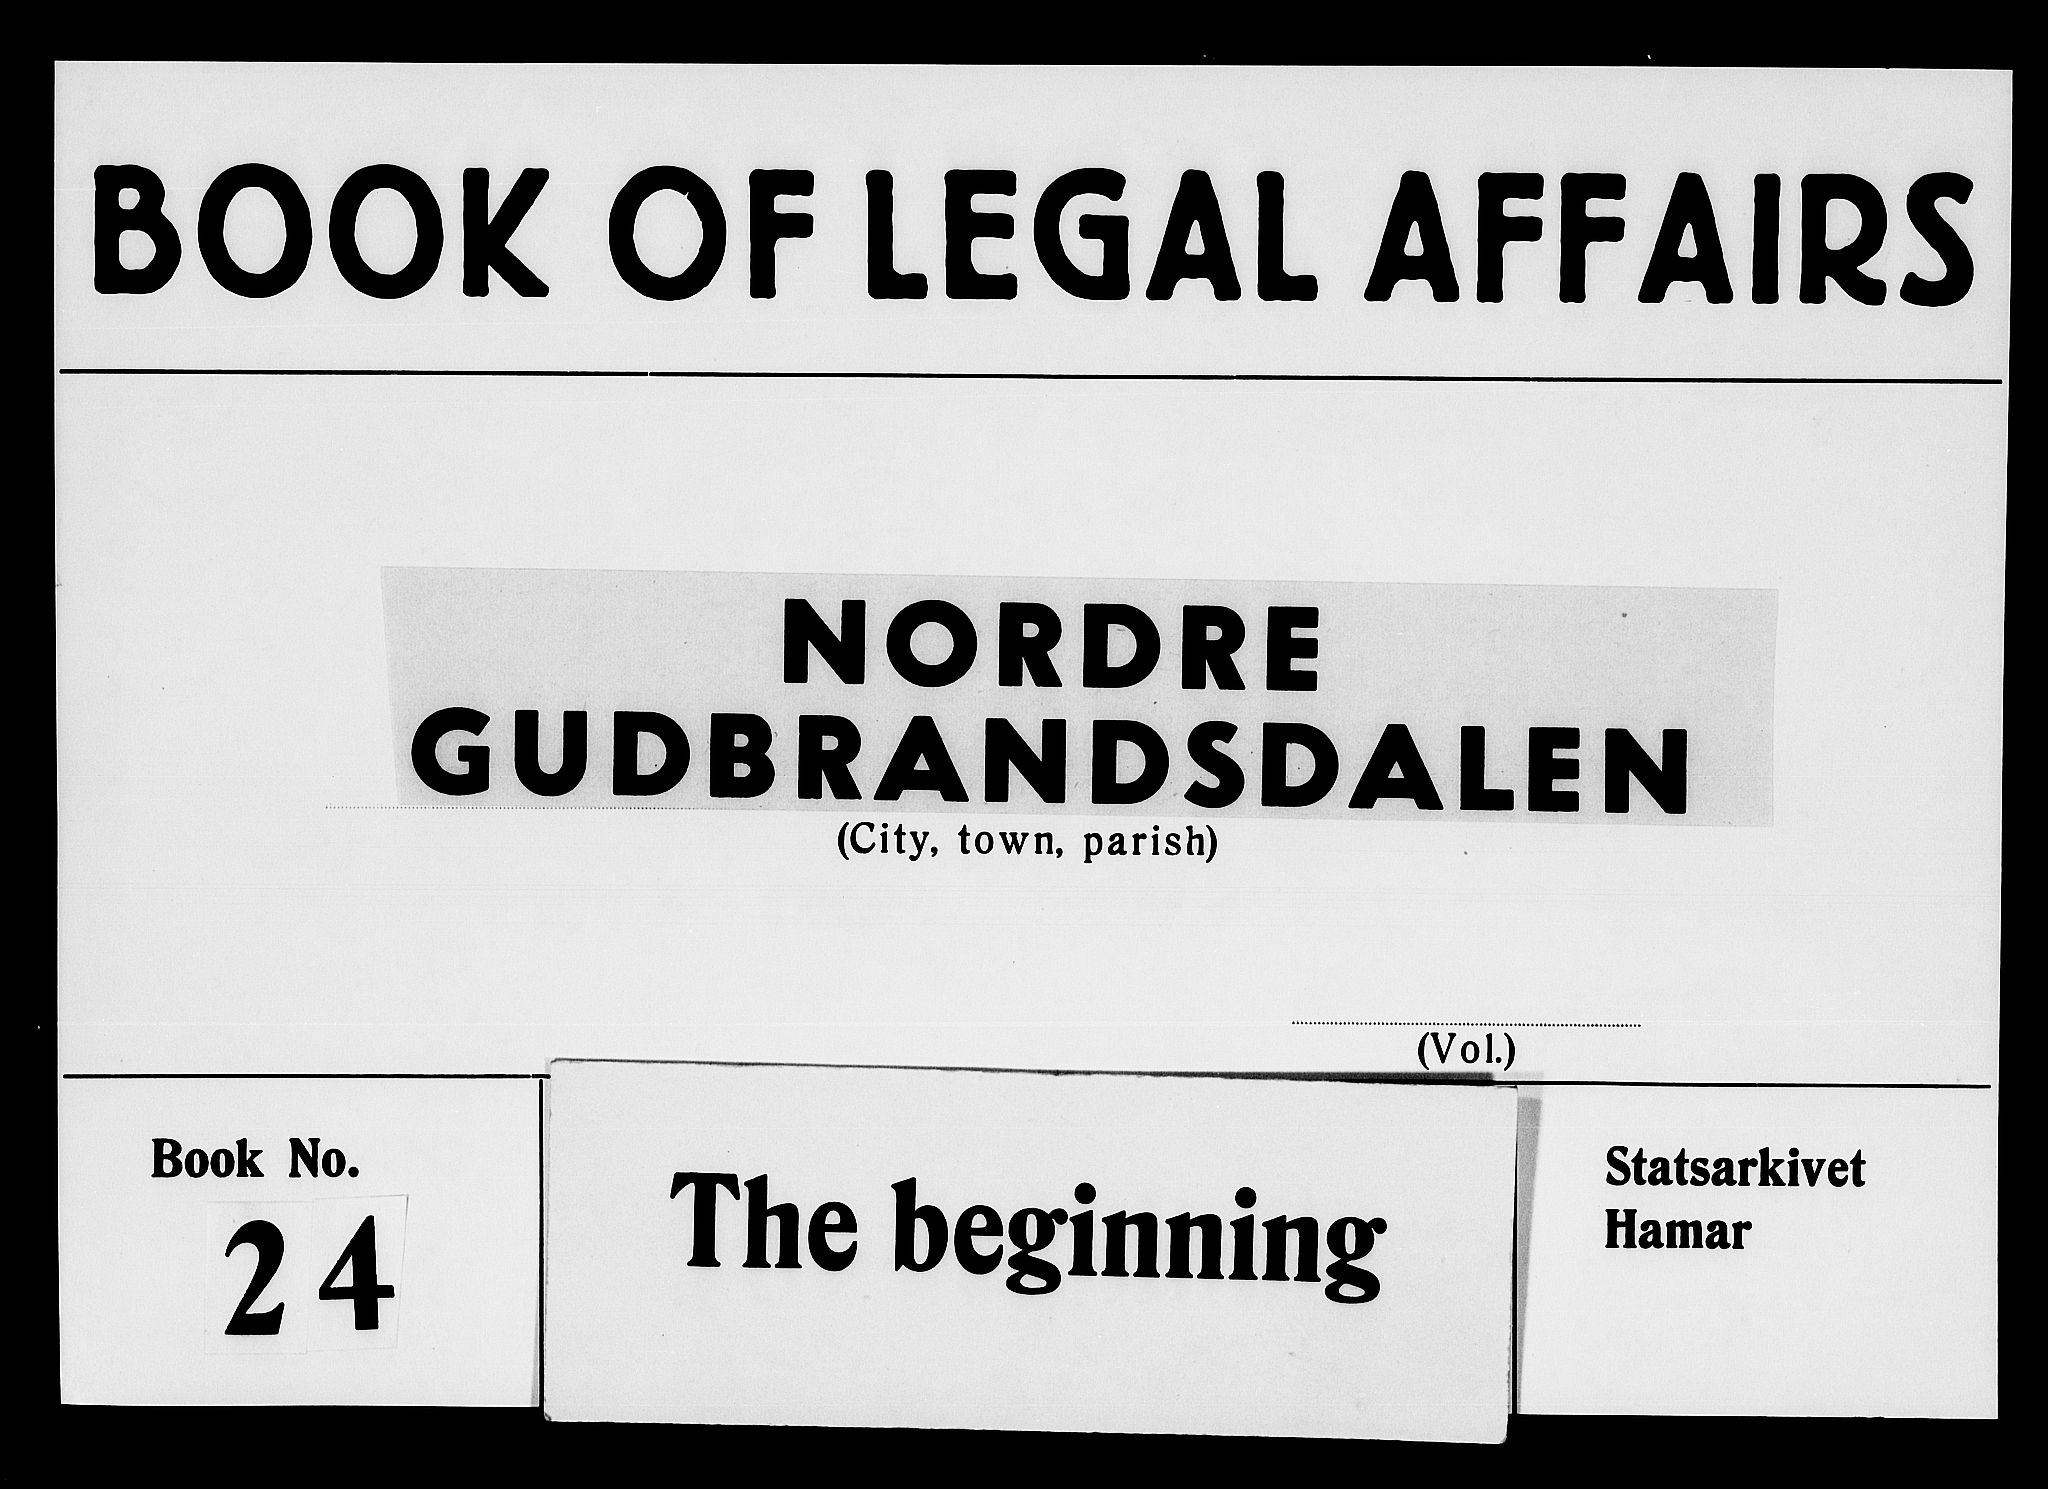 BOOK OF LEGAL AFFAIRS
NORDRE
GUDBRANDSDALEN
(City, town, parish)
(Vol.)
Book No.
24
The beginning
Statsarkivet
Hamar